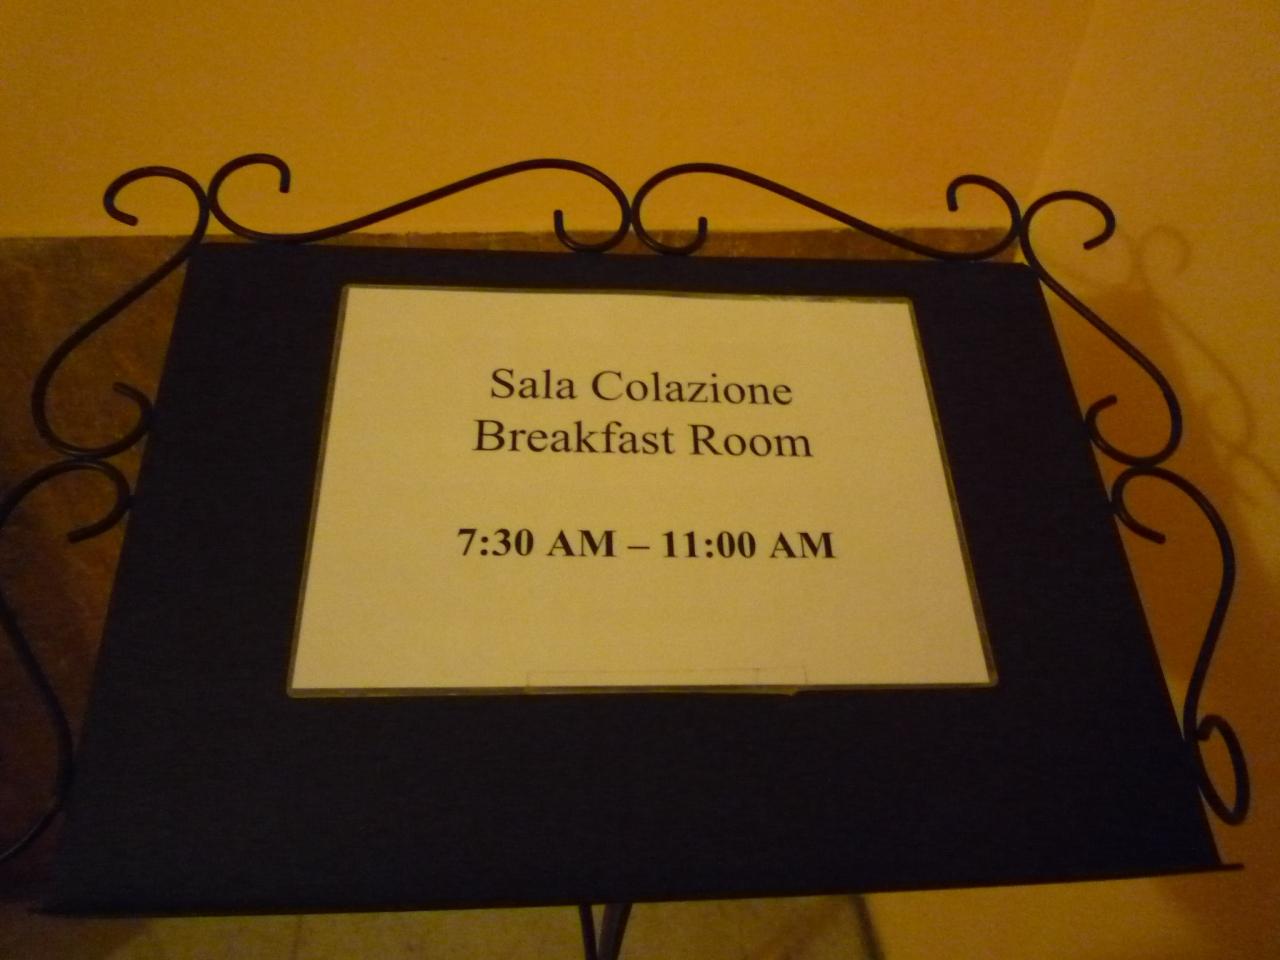 Sala Colazione
Breakfast Room
7:30 AM – 11:00 AM